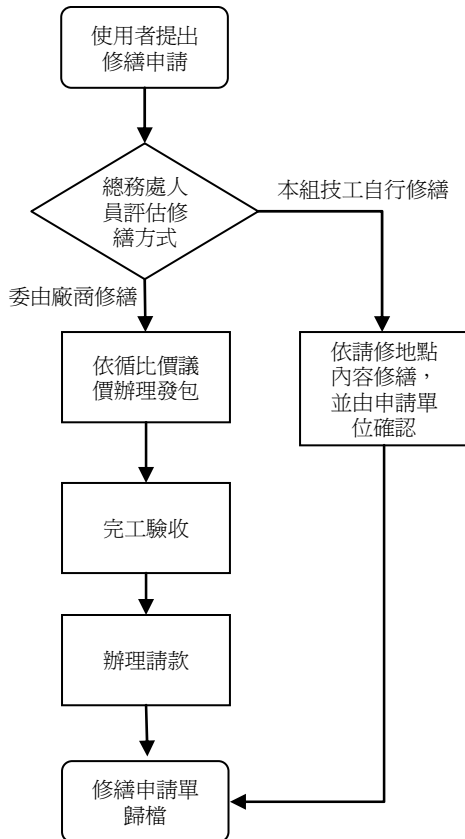 使用者提出
修繕申請
總務處人
員評估修
繕方式
本組技工自行修繕
委由廠商修繕
依循比價議
價辦理發包
依請修地點
內容修繕，
並由申請單
位確認
完工驗收
辦理請款
修繕申請單
歸檔